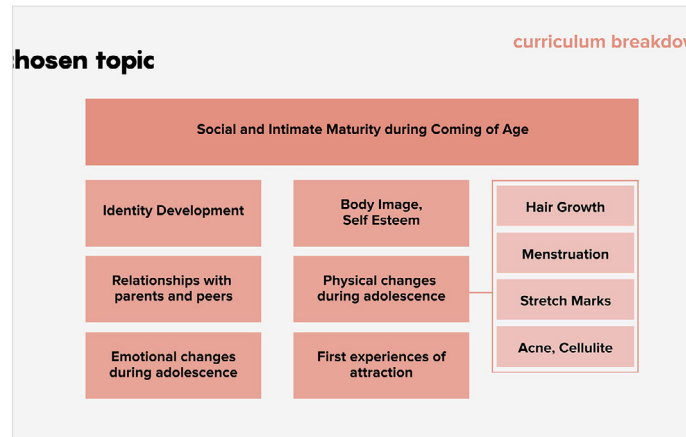 curriculum breakdow
chosen topic
Social and Intimate Maturity during Coming of Age
Identity Development
Relationships with
parents and peers
Emotional changes
during adolescence
Body Image,
Self Esteem
Physical changes
during adolescence
First experiences of
attraction
Hair Growth
Menstruation
Stretch Marks
Acne, Cellulite